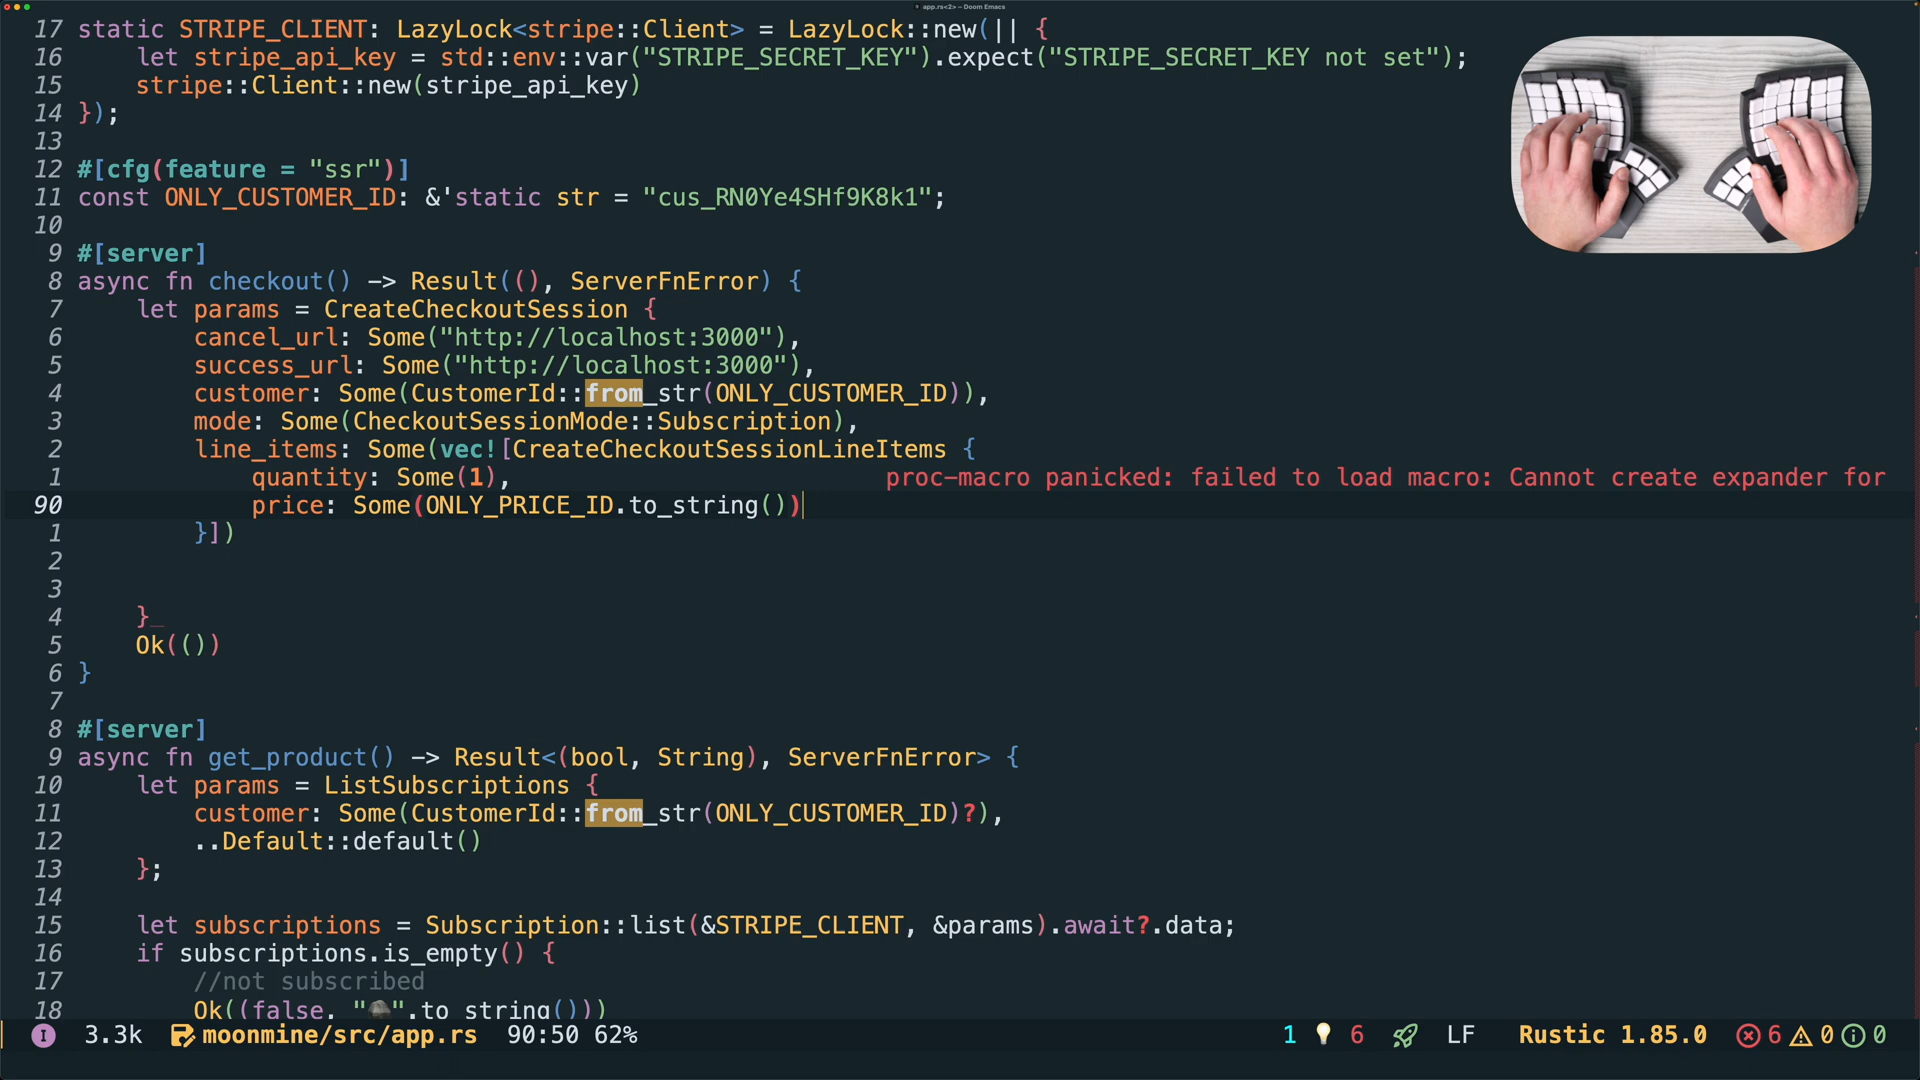 app.rs<2> – Doom Emacs
17 static STRIPE_CLIENT: LazyLock<stripe::Client> = LazyLock::new(|| {
16     let stripe_api_key = std::env::var("STRIPE_SECRET_KEY").expect("STRIPE_SECRET_KEY not set");
15     stripe::Client::new(stripe_api_key)
14 });
13
12 #[cfg(feature = "ssr")]
11 const ONLY_CUSTOMER_ID: &'static str = "cus_RN0Ye4SHf9K8k1";
10
9 #[server]
8 async fn checkout() -> Result((), ServerFnError) {
7     let params = CreateCheckoutSession {
6         cancel_url: Some("http://localhost:3000"),
5         success_url: Some("http://localhost:3000"),
4         customer: Some(CustomerId::from_str(ONLY_CUSTOMER_ID)),
3         mode: Some(CheckoutSessionMode::Subscription),
2         line_items: Some(vec![CreateCheckoutSessionLineItems {
1             quantity: Some(1),                          proc-macro panicked: failed to load macro: Cannot create expander for
90             price: Some(ONLY_PRICE_ID.to_string())
1         }])
2
3
4     }_
5     Ok(())
6 }
7
8 #[server]
9 async fn get_product() -> Result<(bool, String), ServerFnError> {
10     let params = ListSubscriptions {
11         customer: Some(CustomerId::from_str(ONLY_CUSTOMER_ID)?),
12         ..Default::default()
13     };
14
15     let subscriptions = Subscription::list(&STRIPE_CLIENT, &params).await?.data;
16     if subscriptions.is_empty() {
17         //not subscribed
18         Ok((false, "🪨".to_string()))
I 3.3k moonmine/src/app.rs 90:50 62% 1 💡 6 LF Rustic 1.85.0 6 0 0